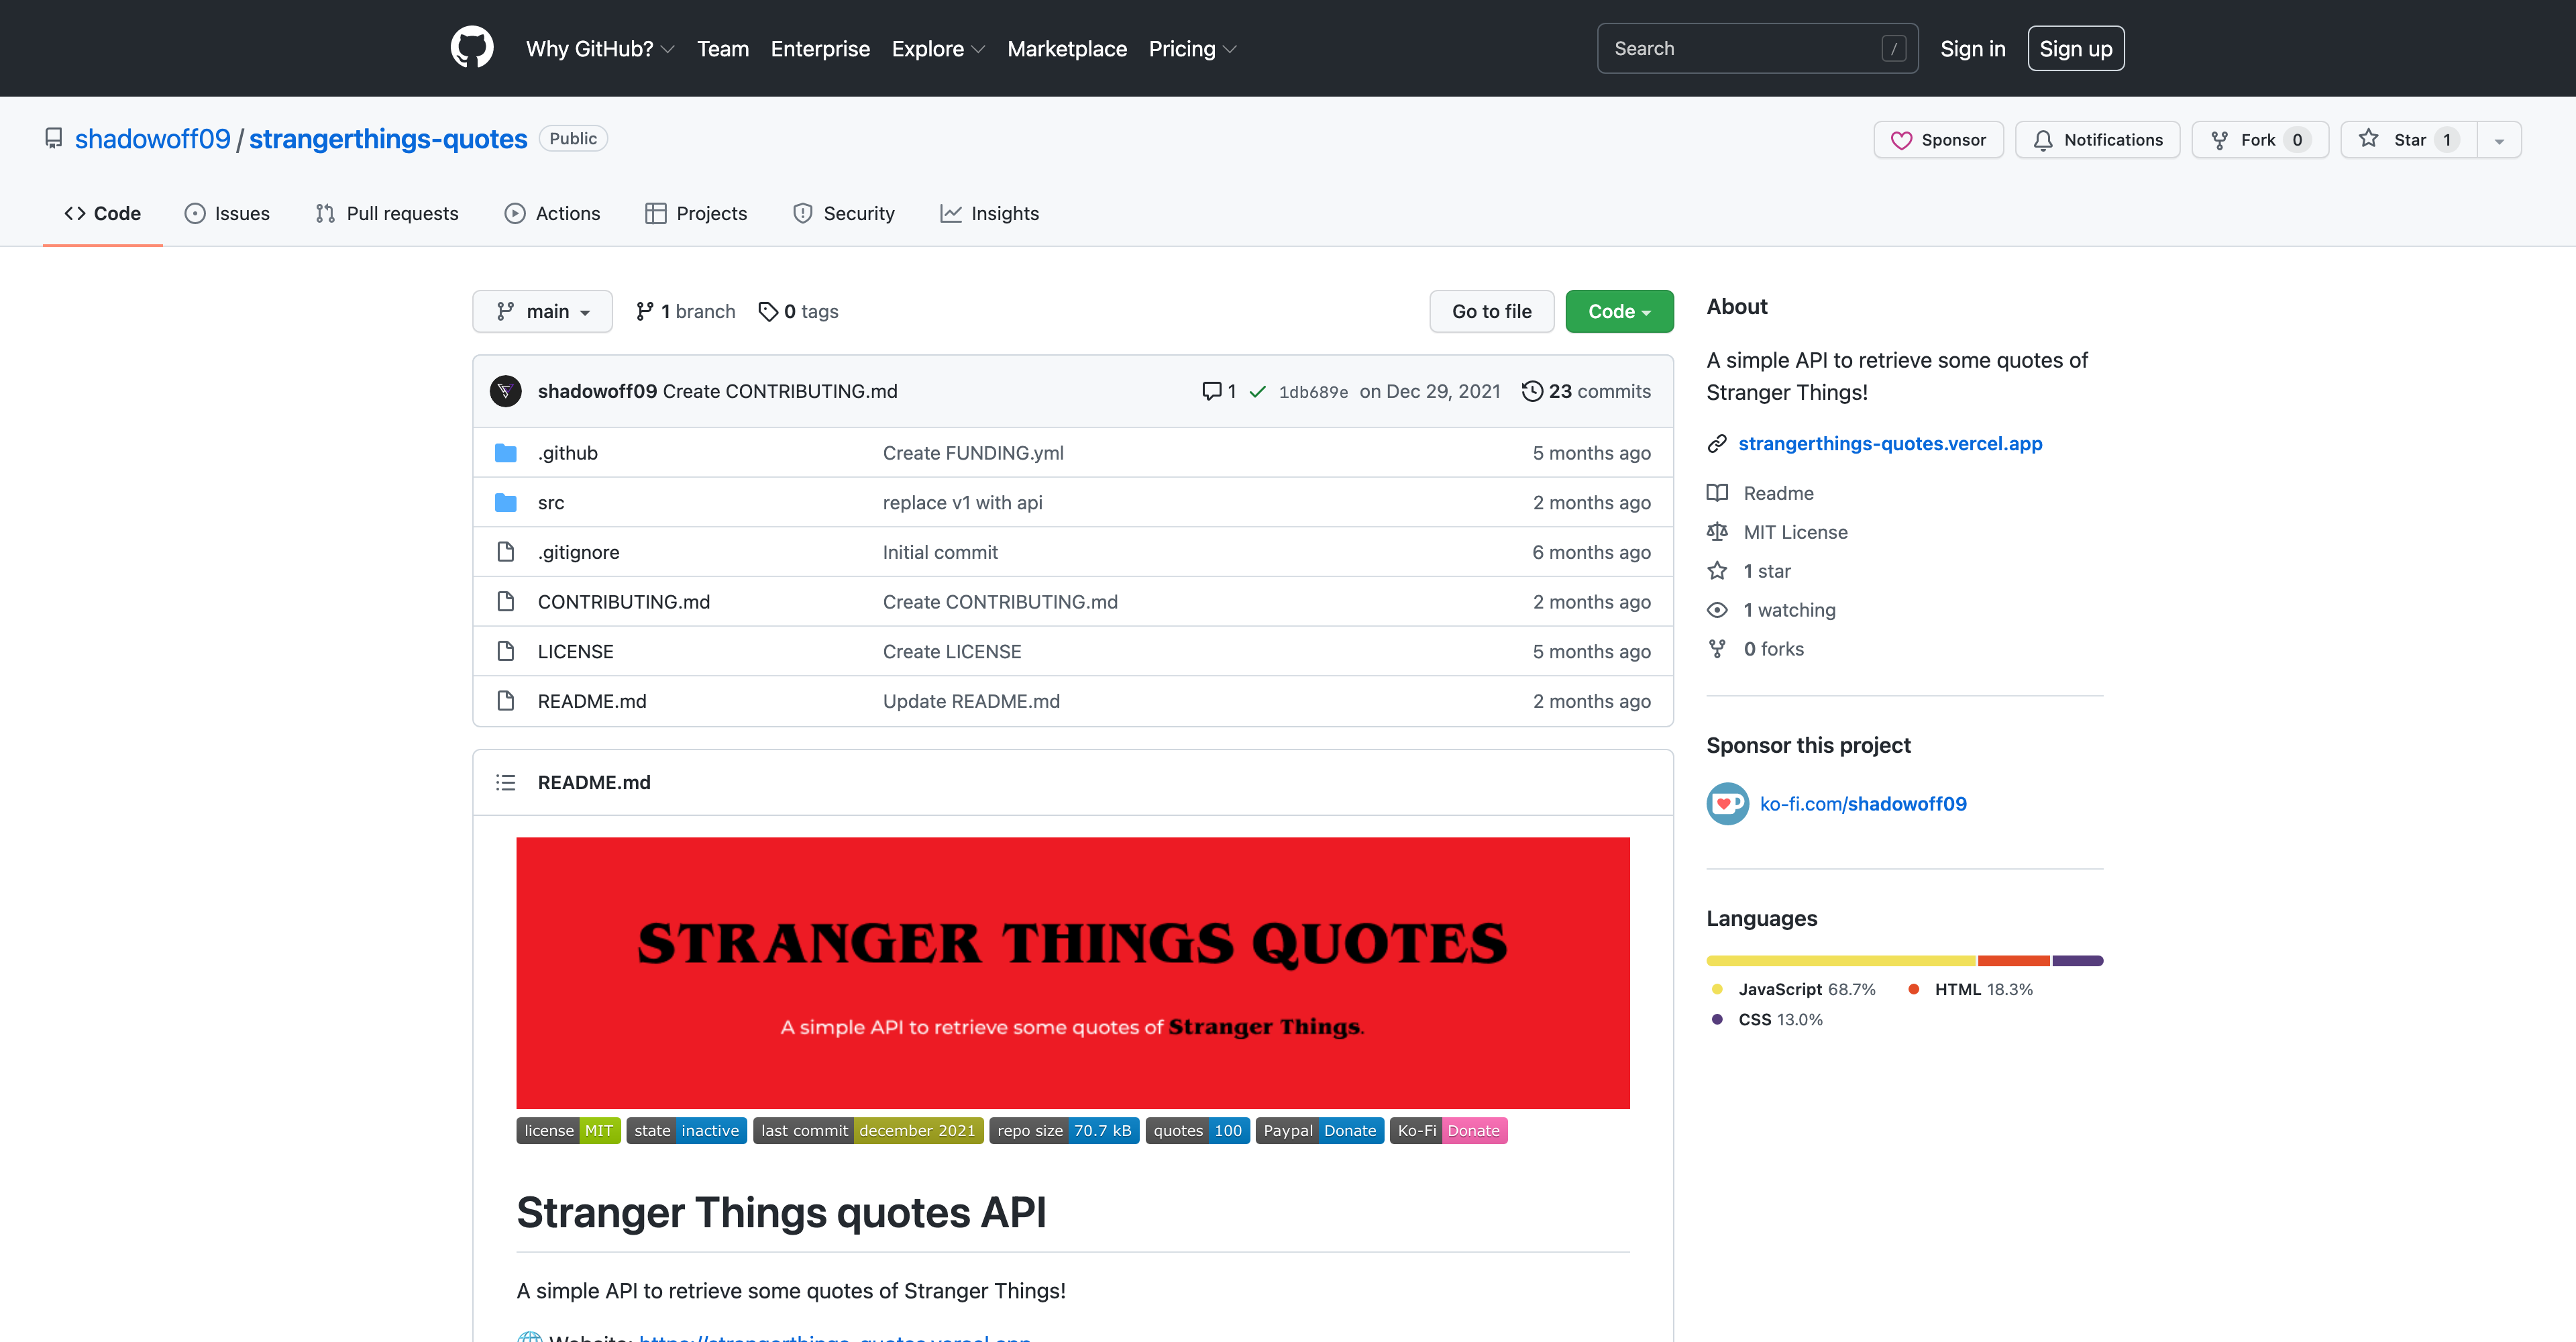 Why GitHub? Team Enterprise Explore Marketplace Pricing Search / Sign in Sign up
shadowoff09 / strangerthings-quotes Public Sponsor Notifications Fork 0 Star 1
Code Issues Pull requests Actions Projects Security Insights
main 1 branch 0 tags Go to file Code
shadowoff09 Create CONTRIBUTING.md 1 1db689e on Dec 29, 2021 23 commits
.github Create FUNDING.yml 5 months ago
src replace v1 with api 2 months ago
.gitignore Initial commit 6 months ago
CONTRIBUTING.md Create CONTRIBUTING.md 2 months ago
LICENSE Create LICENSE 5 months ago
README.md Update README.md 2 months ago
README.md
STRANGER THINGS QUOTES
A simple API to retrieve some quotes of Stranger Things.
license MIT state inactive last commit december 2021 repo size 70.7 kB quotes 100 Paypal Donate Ko-Fi Donate
Stranger Things quotes API
A simple API to retrieve some quotes of Stranger Things!
Website: https://strangerthings-quotes.vercel.app
About
A simple API to retrieve some quotes of
Stranger Things!
strangerthings-quotes.vercel.app
Readme
MIT License
1 star
1 watching
0 forks
Sponsor this project
ko-fi.com/shadowoff09
Languages
JavaScript 68.7% HTML 18.3%
CSS 13.0%